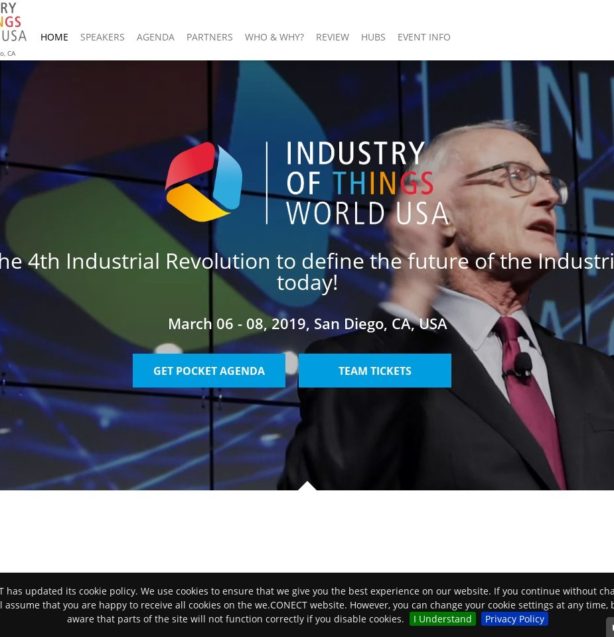 RY
NGS
USA
o, CA
HOME SPEAKERS AGENDA PARTNERS WHO & WHY? REVIEW HUBS EVENT INFO
INDUSTRY
OF THINGS
WORLD USA
he 4th Industrial Revolution to define the future of the Industri
today!
March 06 - 08, 2019, San Diego, CA, USA
GET POCKET AGENDA TEAM TICKETS
T has updated its cookie policy. We use cookies to ensure that we give you the best experience on our website. If you continue without cha
l assume that you are happy to receive all cookies on the we.CONECT website. However, you can change your cookie settings at any time, b
aware that parts of the site will not function correctly if you disable cookies. I Understand Privacy Policy